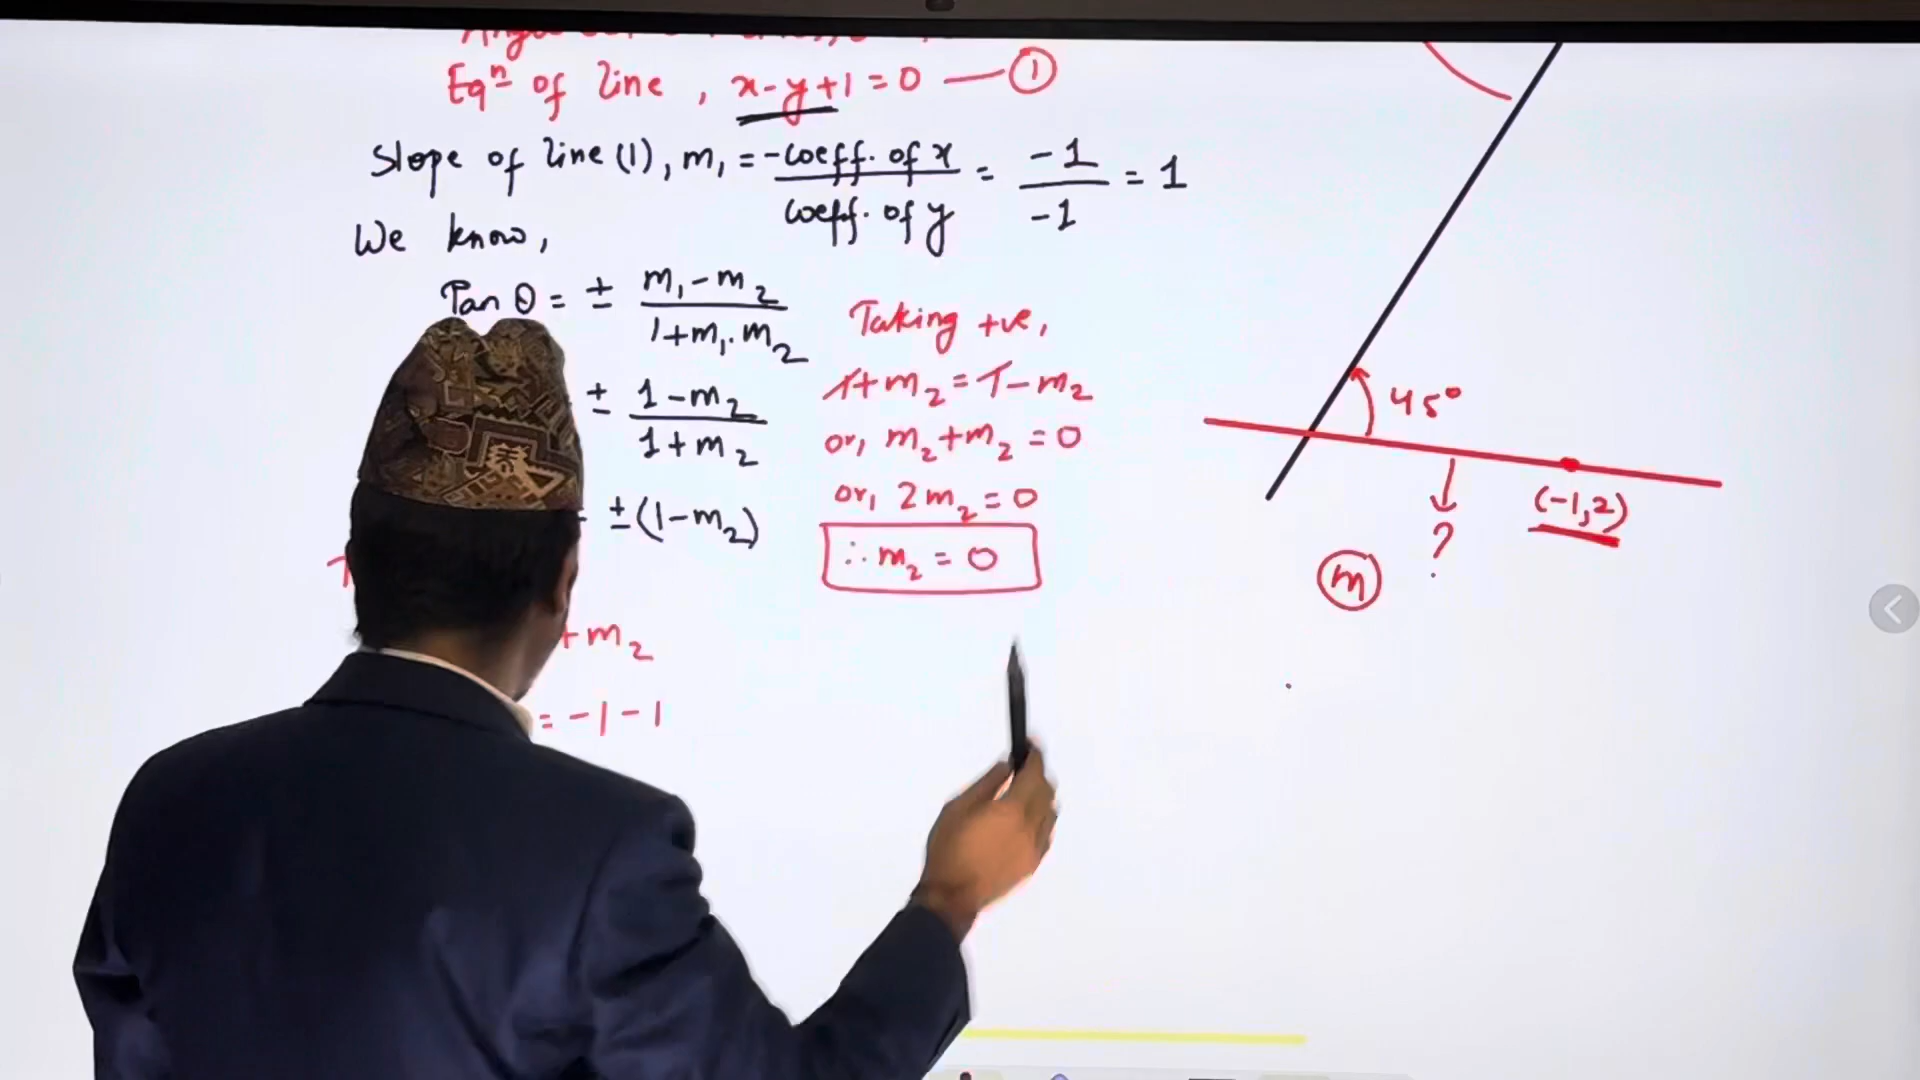 Eqⁿ of line, x-y+1=0 — ①
Slope of line (1), m₁ = -coeff. of x / coeff. of y = -1 / -1 = 1
We know,
Tan θ = ± m₁-m₂ / 1+m₁.m₂
± 1-m₂ / 1+m₂
±(1-m₂)
+m₂
= -1-1
Taking +ve,
1+m₂ = 1-m₂
or, m₂+m₂ = 0
or, 2m₂ = 0
∴ m₂ = 0
45°
(-1,2)
?
m